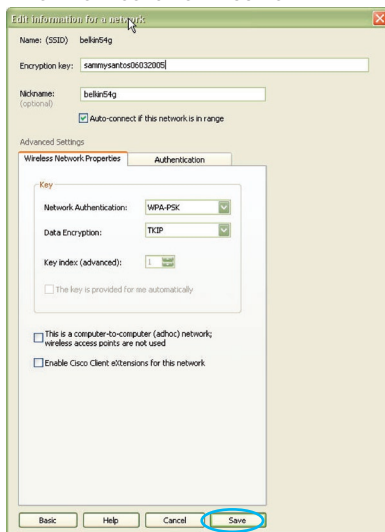 Edit information for a network
Name: (SSID) belkin54g
Encryption key: sammysantos06032005
Nickname: belkin54g
(optional)
Auto-connect if this network is in range
Advanced Settings
Wireless Network Properties Authentication
Key
Network Authentication: WPA-PSK
Data Encryption: TKIP
Key index (advanced): 1
The key is provided for me automatically
This is a computer-to-computer (adhoc) network;
wireless access points are not used
Enable Cisco Client eXtensions for this network
Basic Help Cancel Save